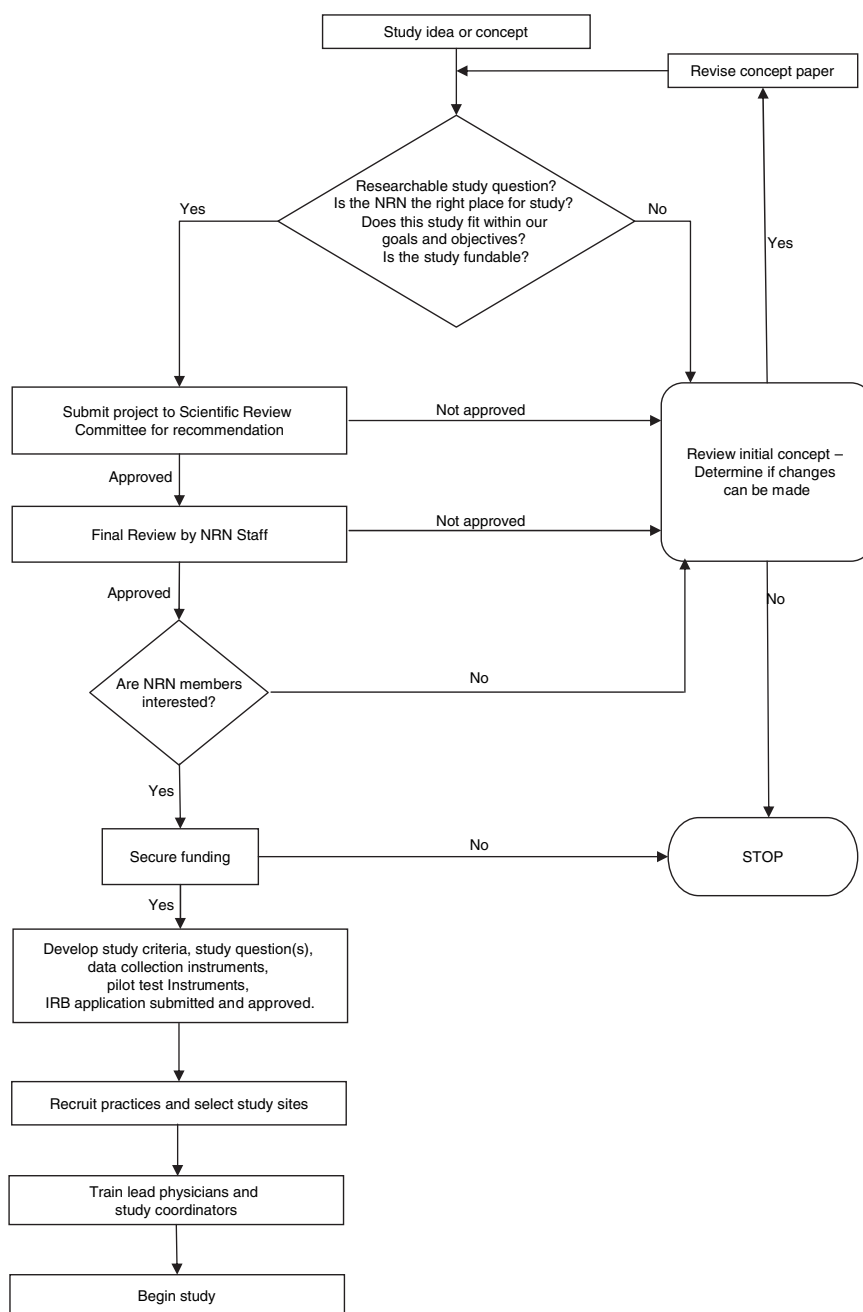 Study idea or concept
Revise concept paper
Researchable study question?
Is the NRN the right place for study?
Does this study fit within our
goals and objectives?
Is the study fundable?
Yes
No
Yes
Submit project to Scientific Review
Committee for recommendation
Not approved
Review initial concept –
Determine if changes
can be made
Approved
Final Review by NRN Staff
Not approved
Approved
No
Are NRN members
interested?
No
Yes
Secure funding
No
STOP
Yes
Develop study criteria, study question(s),
data collection instruments,
pilot test Instruments,
IRB application submitted and approved.
Recruit practices and select study sites
Train lead physicians and
study coordinators
Begin study